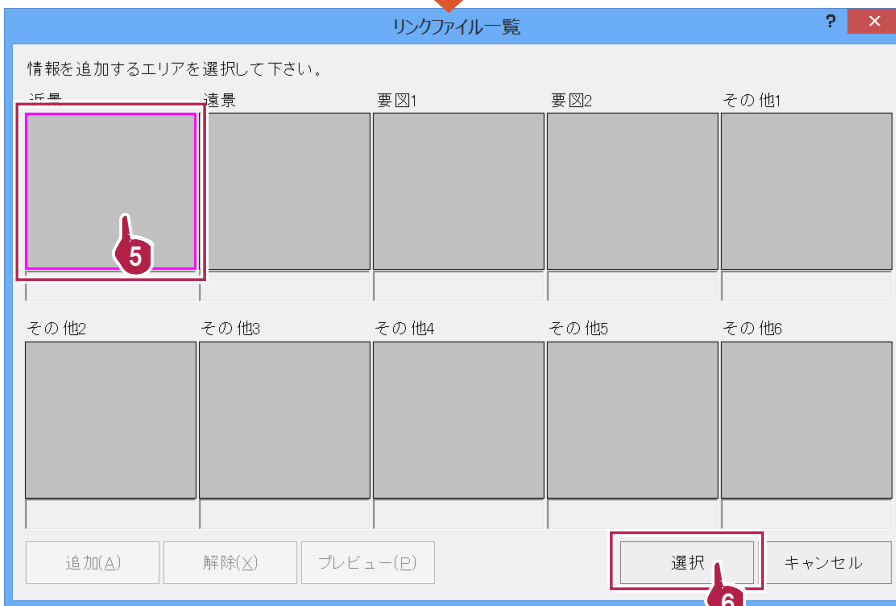 リンクファイル一覧
?
×
情報を追加するエリアを選択して下さい。
近景 遠景 要図1 要図2 その他1
5
その他2 その他3 その他4 その他5 その他6
追加(A) 解除(X) プレビュー(P) 選択 キャンセル
6